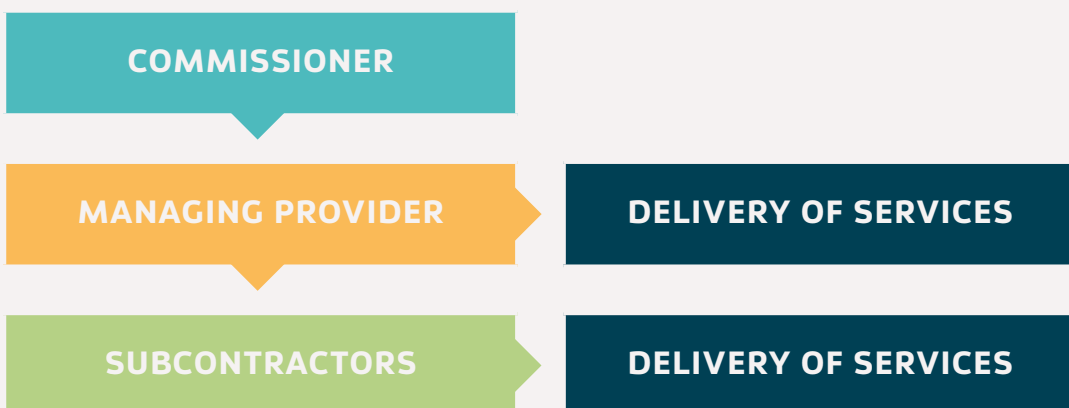 COMMISSIONER
MANAGING PROVIDER
DELIVERY OF SERVICES
SUBCONTRACTORS
DELIVERY OF SERVICES